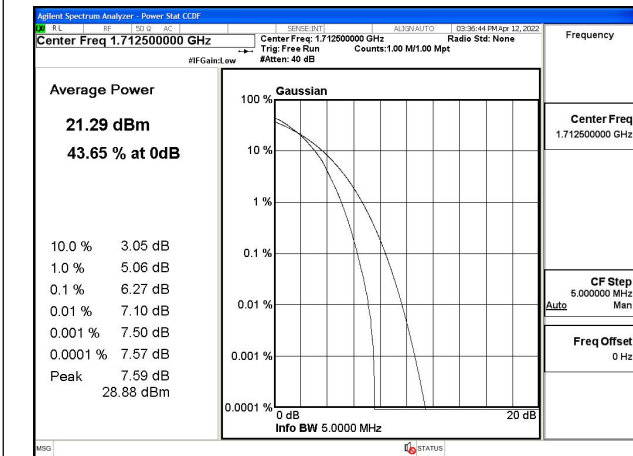 Agilent Spectrum Analyzer - Power Stat CCDF
RL RF 50 Ω AC SENSE:INT ALIGNAUTO 03:36:44 PM Apr 12, 2022
Center Freq 1.712500000 GHz
Center Freq: 1.712500000 GHz Radio Std: None
Trig: Free Run Counts:1.00 M/1.00 Mpt
#IFGain:Low #Atten: 40 dB
Frequency
Average Power
21.29 dBm
43.65 % at 0dB
10.0 % 3.05 dB
1.0 % 5.06 dB
0.1 % 6.27 dB
0.01 % 7.10 dB
0.001 % 7.50 dB
0.0001 % 7.57 dB
Peak 7.59 dB
28.88 dBm
Gaussian
100 %
10 %
1 %
0.1 %
0.01 %
0.001 %
0.0001 %
0 dB 20 dB
Info BW 5.0000 MHz
Center Freq
1.712500000 GHz
CF Step
5.000000 MHz
Auto Man
Freq Offset
0 Hz
MSG STATUS